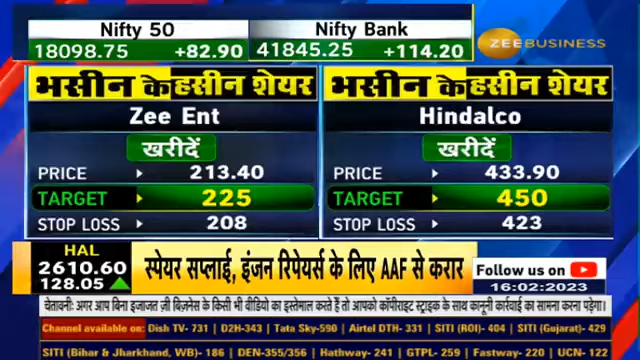 Nifty 50
18098.75 +82.90
Nifty Bank
41845.25 +114.20
ZEEBUSINESS
भसीन के हसीन शेयर
Zee Ent
खरीदें
PRICE 213.40
TARGET 225
STOP LOSS 208
भसीन के हसीन शेयर
Hindalco
खरीदें
PRICE 433.90
TARGET 450
STOP LOSS 423
HAL
2610.60
128.05
स्पेयर सप्लाई, इंजन रिपेयर्स के लिए AAF से करार
Follow us on
16:02:2023
चेतावनी: अगर आप बिना इजाजत ज़ी बिज़नेस के किसी भी वीडियो का इस्तेमाल करते हैं तो आपको कॉपीराइट स्ट्राइक के साथ कानूनी कार्रवाई का सामना करना पड़ेगा.
Channel available on: Dish TV- 731 | D2H-343 | Tata Sky-590 | Airtel DTH- 331 | SITI (ROI)- 404 | SITI (Gujarat)- 429
SITI (Bihar & Jharkhand, WB)- 186 | DEN-355/356 | Hathway- 241 | GTPL- 259 | Fastway- 220 | UCN- 122